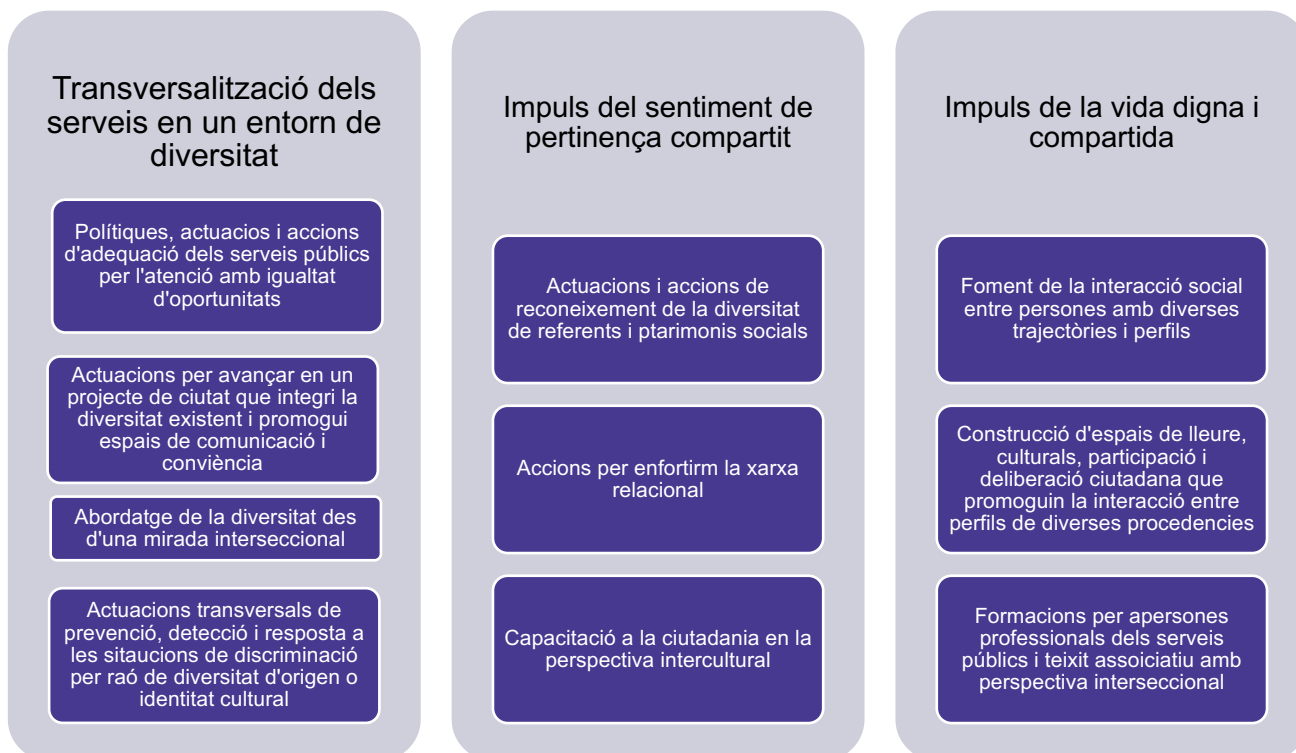 Transversalització dels
serveis en un entorn de
diversitat
Polítiques, actuacios i accions
d'adequació dels serveis públics
per l'atenció amb igualtat
d'oportunitats
Actuacions per avançar en un
projecte de ciutat que integri la
diversitat existent i promogui
espais de comunicació i
conviència
Abordatge de la diversitat des
d'una mirada interseccional
Actuacions transversals de
prevenció, detecció i resposta a
les sitaucions de discriminació
per raó de diversitat d'origen o
identitat cultural
Impuls del sentiment de
pertinença compartit
Actuacions i accions de
reconeixement de la diversitat
de referents i ptarimonis socials
Accions per enfortirm la xarxa
relacional
Capacitació a la ciutadania en la
perspectiva intercultural
Impuls de la vida digna i
compartida
Foment de la interacció social
entre persones amb diverses
trajectòries i perfils
Construcció d'espais de lleure,
culturals, participació i
deliberació ciutadana que
promoguin la interacció entre
perfils de diverses procedencies
Formacions per apersones
professionals dels serveis
públics i teixit assoiciatiu amb
perspectiva interseccional